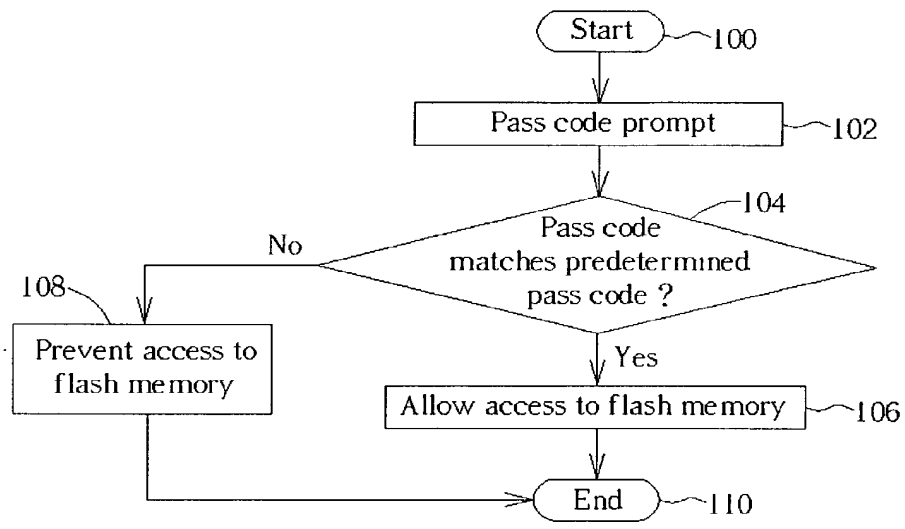 Start
100
Pass code prompt
102
104
Pass code
matches predetermined
pass code ?
No
108
Prevent access to
flash memory
Yes
Allow access to flash memory
106
End
110